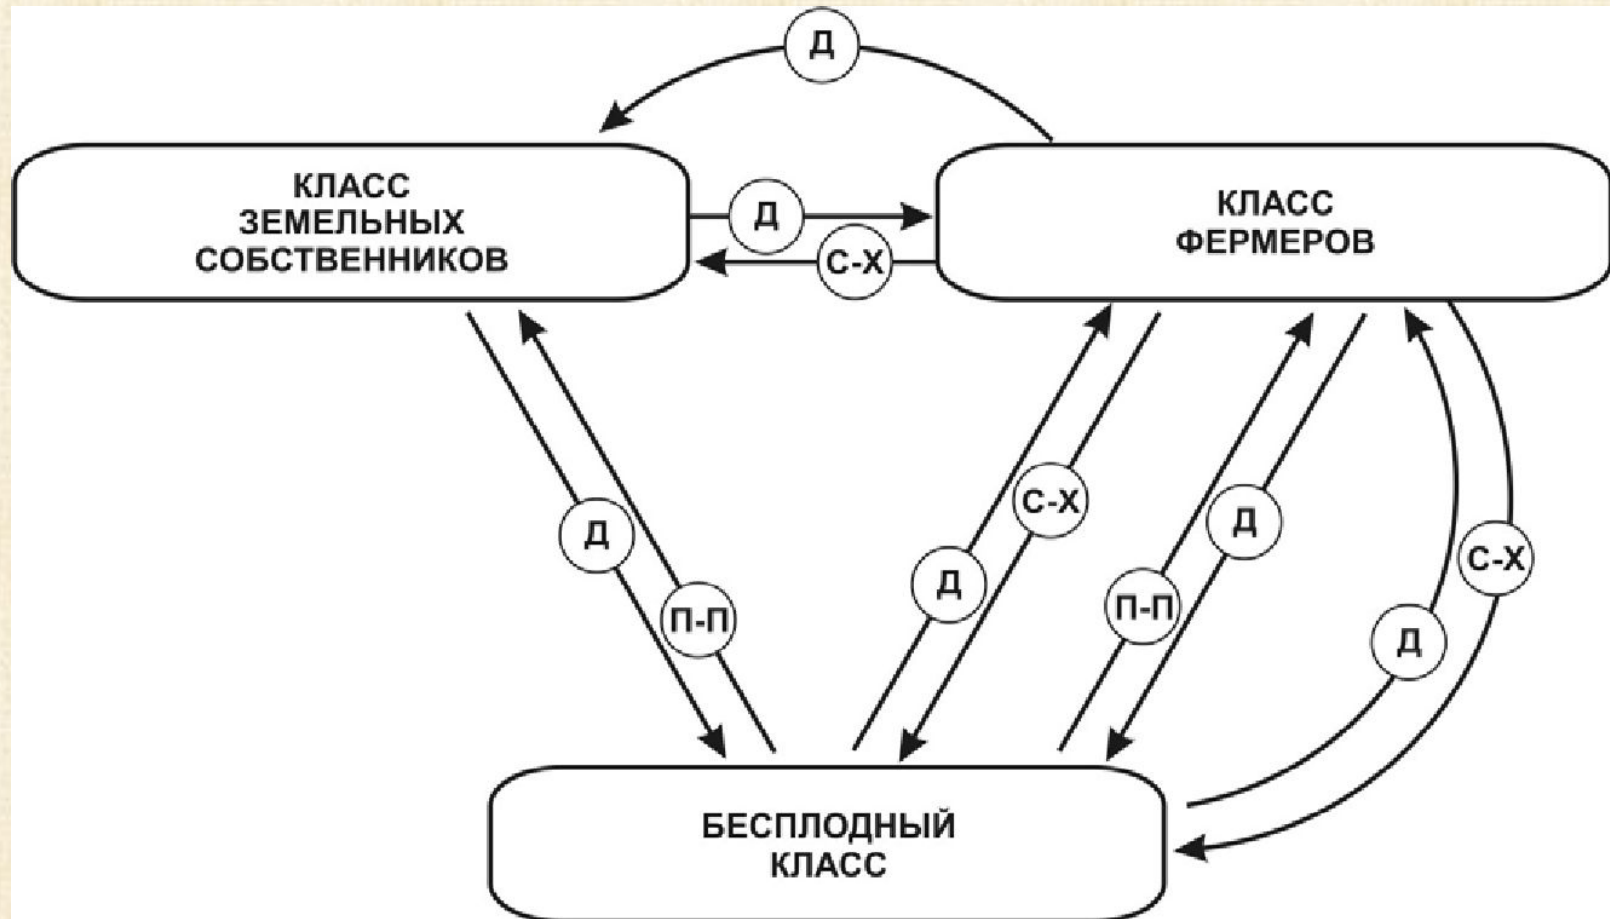 Д
КЛАСС
ЗЕМЕЛЬНЫХ
СОБСТВЕННИКОВ
Д
С-Х
КЛАСС
ФЕРМЕРОВ
Д
П-П
Д
С-Х
П-П
Д
Д
С-Х
БЕСПЛОДНЫЙ
КЛАСС